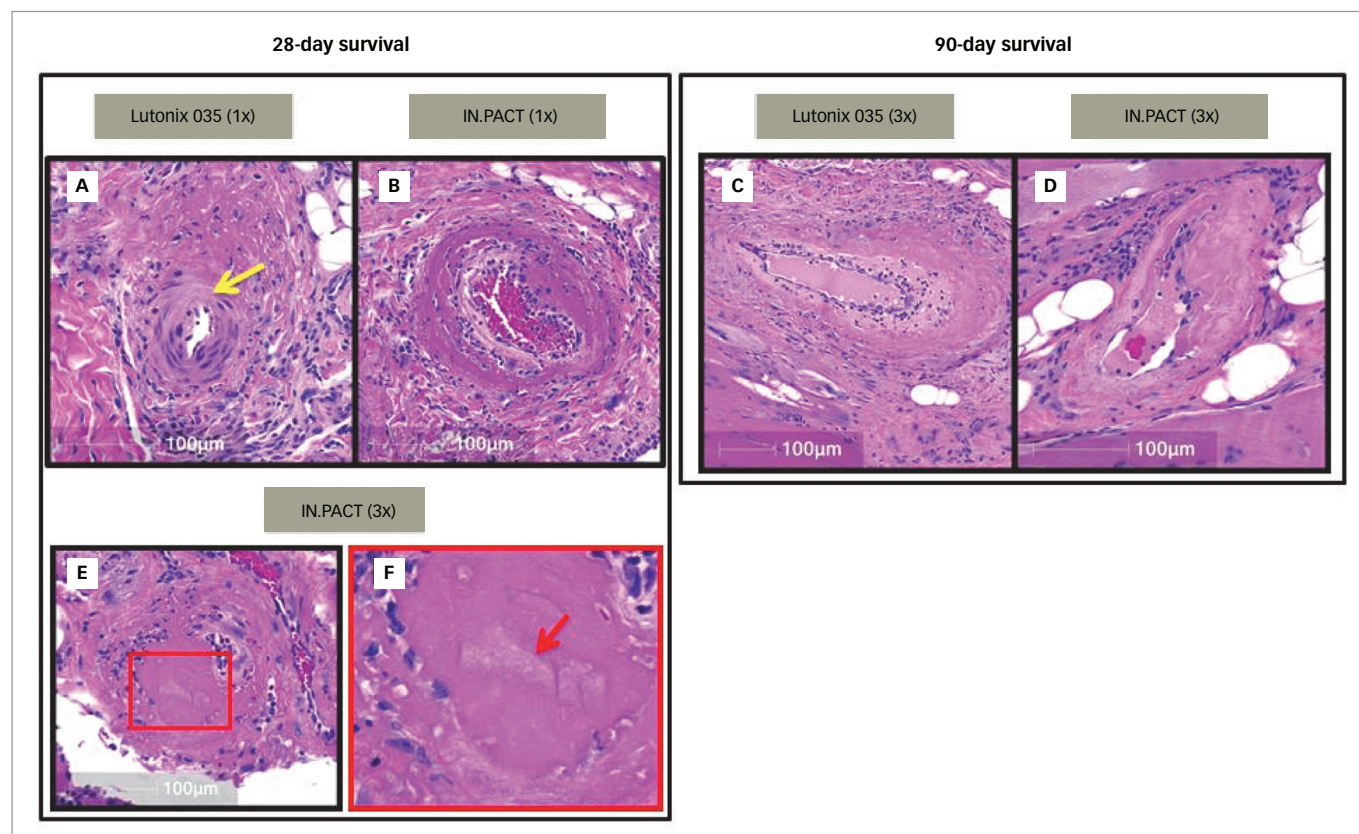 28-day survival
90-day survival
Lutonix 035 (1x)
IN.PACT (1x)
Lutonix 035 (3x)
IN.PACT (3x)
A
B
C
D
100µm
100µm
100µm
100µm
IN.PACT (3x)
E
F
100µm